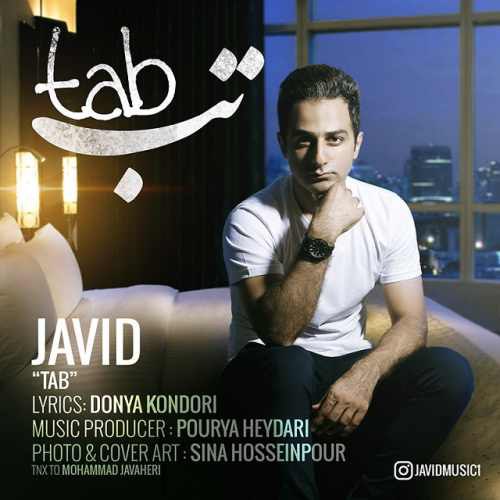 tab
تب
JAVID
“TAB”
LYRICS: DONYA KONDORI
MUSIC PRODUCER : POURYA HEYDARI
PHOTO & COVER ART : SINA HOSSEINPOUR
TNX TO MOHAMMAD JAVAHERI
JAVIDMUSIC1